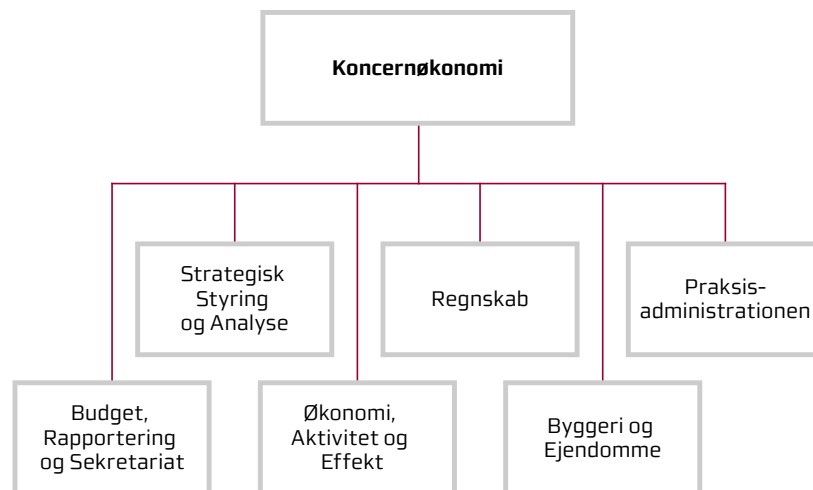 Koncernøkonomi
Strategisk
Styring
og Analyse
Regnskab
Praksis-
administrationen
Budget,
Rapportering
og Sekretariat
Økonomi,
Aktivitet og
Effekt
Byggeri og
Ejendomme